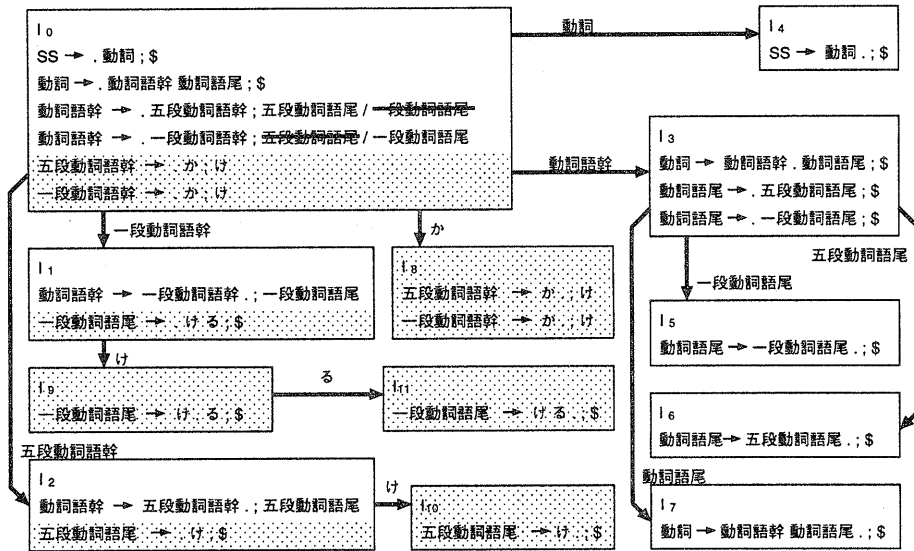 I0
SS → . 動詞 ; $
動詞 → . 動詞語幹 動詞語尾 ; $
動詞語幹 → . 五段動詞語幹 ; 五段動詞語尾 / 一段動詞語尾
動詞語幹 → . 一段動詞語幹 ; 五段動詞語尾 / 一段動詞語尾
五段動詞語幹 → . か ; け
一段動詞語幹 → . か ; け
動詞
I4
SS → 動詞 . ; $
動詞語幹
I3
動詞 → 動詞語幹 . 動詞語尾 ; $
動詞語尾 → . 五段動詞語尾 ; $
動詞語尾 → . 一段動詞語尾 ; $
一段動詞語幹
か
五段動詞語尾
I1
動詞語幹 → 一段動詞語幹 . ; 一段動詞語尾
一段動詞語尾 → . け る ; $
I8
五段動詞語幹 → か . ; け
一段動詞語幹 → か . ; け
一段動詞語尾
I5
動詞語尾 → 一段動詞語尾 . ; $
け
I9
一段動詞語尾 → け . る ; $
る
I11
一段動詞語尾 → け る . ; $
I6
動詞語尾 → 五段動詞語尾 . ; $
五段動詞語幹
I2
動詞語幹 → 五段動詞語幹 . ; 五段動詞語尾
五段動詞語尾 → . け ; $
け
I10
五段動詞語尾 → け . ; $
動詞語尾
I7
動詞 → 動詞語幹 動詞語尾 . ; $